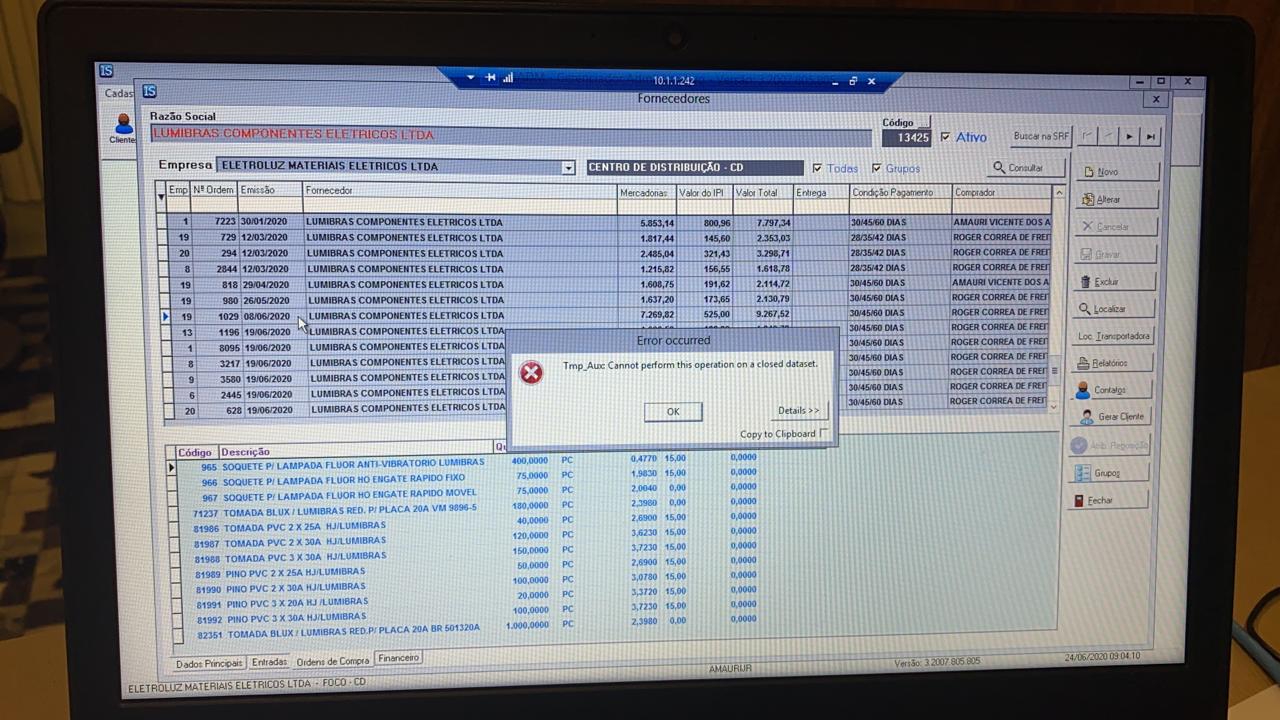 10.1.1.242
Cadas
Fornecedores
Clientes
Razão Social
LUMIBRAS COMPONENTES ELETRICOS LTDA
Código ...
13425
Ativo
Buscar na SRF
Empresa ELETROLUZ MATERIAIS ELETRICOS LTDA
CENTRO DE DISTRIBUIÇÃO - CD
Todas
Grupos
Consultar
Emp Nº Ordem Emissão Fornecedor Mercadorias Valor do IPI Valor Total Entrega Condição Pagamento Comprador
1 7223 30/01/2020 LUMIBRAS COMPONENTES ELETRICOS LTDA 5.853,14 800,96 7.797,34 30/45/60 DIAS AMAURI VICENTE DOS A
19 729 12/03/2020 LUMIBRAS COMPONENTES ELETRICOS LTDA 1.817,44 145,60 2.353,03 28/35/42 DIAS ROGER CORREA DE FREIT
20 294 12/03/2020 LUMIBRAS COMPONENTES ELETRICOS LTDA 2.485,04 321,43 3.298,71 28/35/42 DIAS ROGER CORREA DE FREIT
8 2844 12/03/2020 LUMIBRAS COMPONENTES ELETRICOS LTDA 1.215,82 156,55 1.618,78 28/35/42 DIAS ROGER CORREA DE FREIT
19 818 29/04/2020 LUMIBRAS COMPONENTES ELETRICOS LTDA 1.608,75 191,62 2.114,72 30/45/60 DIAS AMAURI VICENTE DOS A
19 980 26/05/2020 LUMIBRAS COMPONENTES ELETRICOS LTDA 1.637,20 173,65 2.130,79 30/45/60 DIAS ROGER CORREA DE FREIT
19 1029 08/06/2020 LUMIBRAS COMPONENTES ELETRICOS LTDA 7.269,82 525,00 9.267,52 30/45/60 DIAS ROGER CORREA DE FREIT
13 1196 19/06/2020 LUMIBRAS COMPONENTES ELETRICOS LTDA 30/45/60 DIAS ROGER CORREA DE FREIT
1 8095 19/06/2020 LUMIBRAS COMPONENTES ELETRICOS LTDA 30/45/60 DIAS ROGER CORREA DE FREIT
8 3217 19/06/2020 LUMIBRAS COMPONENTES ELETRICOS LTDA 30/45/60 DIAS ROGER CORREA DE FREIT
9 3580 19/06/2020 LUMIBRAS COMPONENTES ELETRICOS LTDA 30/45/60 DIAS ROGER CORREA DE FREIT
6 2445 19/06/2020 LUMIBRAS COMPONENTES ELETRICOS LTDA 30/45/60 DIAS ROGER CORREA DE FREIT
20 628 19/06/2020 LUMIBRAS COMPONENTES ELETRICOS LTDA 30/45/60 DIAS ROGER CORREA DE FREIT
Error occurred
Tmp_Aux: Cannot perform this operation on a closed dataset.
OK
Details >>
Copy to Clipboard
Novo
Alterar
Cancelar
Gravar
Excluir
Localizar
Loc. Transportadora
Relatórios
Contatos
Gerar Cliente
Atrib. Reposição
Grupos
Fechar
Código Descrição Qu
965 SOQUETE P/ LAMPADA FLUOR ANTI-VIBRATORIO LUMIBRAS 400,0000 PC 0,4770 15,00 0,0000
966 SOQUETE P/ LAMPADA FLUOR HO ENGATE RAPIDO FIXO 75,0000 PC 1,9830 15,00 0,0000
967 SOQUETE P/ LAMPADA FLUOR HO ENGATE RAPIDO MOVEL 75,0000 PC 2,0040 0,00 0,0000
71237 TOMADA BLUX / LUMIBRAS RED. P/ PLACA 20A VM 9896-5 180,0000 PC 2,3980 0,00 0,0000
81986 TOMADA PVC 2 X 25A HJ/LUMIBRAS 40,0000 PC 2,6900 15,00 0,0000
81987 TOMADA PVC 2 X 30A HJ/LUMIBRAS 120,0000 PC 3,6230 15,00 0,0000
81988 TOMADA PVC 3 X 30A HJ/LUMIBRAS 150,0000 PC 3,7230 15,00 0,0000
81989 PINO PVC 2 X 25A HJ/LUMIBRAS 50,0000 PC 2,6900 15,00 0,0000
81990 PINO PVC 2 X 30A HJ/LUMIBRAS 100,0000 PC 3,0780 15,00 0,0000
81991 PINO PVC 3 X 20A HJ /LUMIBRAS 20,0000 PC 3,3720 15,00 0,0000
81992 PINO PVC 3 X 30A HJ/LUMIBRAS 100,0000 PC 3,7230 15,00 0,0000
82351 TOMADA BLUX / LUMIBRAS RED.P/ PLACA 20A BR 501320A 1.000,0000 PC 2,3980 0,00 0,0000
Dados Principais Entradas Ordens de Compra Financeiro
AMAURIJR
Versão: 3.2007.805.805
24/06/2020 09:04:10
ELETROLUZ MATERIAIS ELETRICOS LTDA - FOCO - CD